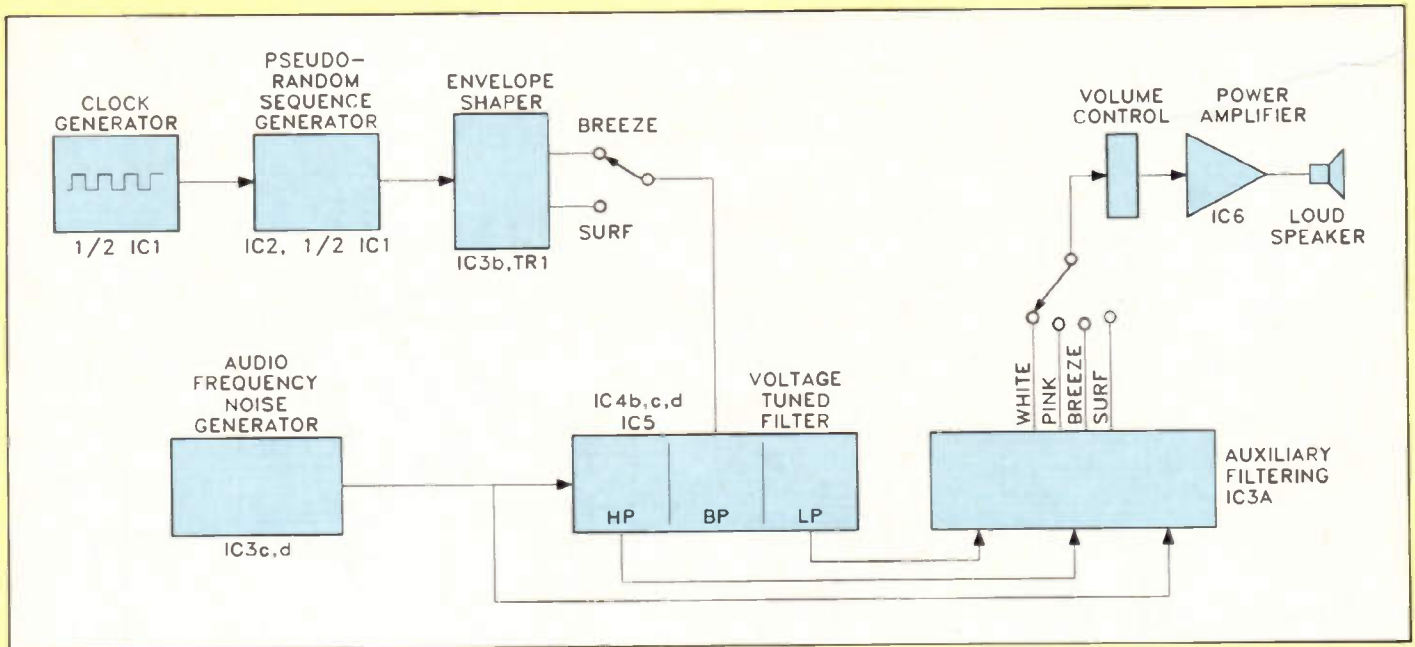 CLOCK
GENERATOR
1/2 IC1
PSEUDO-
RANDOM
SEQUENCE
GENERATOR
IC2, 1/2 IC1
ENVELOPE
SHAPER
IC3b,TR1
BREEZE
SURF
VOLUME
CONTROL
POWER
AMPLIFIER
IC6
LOUD
SPEAKER
AUDIO
FREQUENCY
NOISE
GENERATOR
IC3c,d
IC4b,c,d
IC5
VOLTAGE
TUNED
FILTER
HP
BP
LP
WHITE
PINK
BREEZE
SURF
AUXILIARY
FILTERING
IC3A